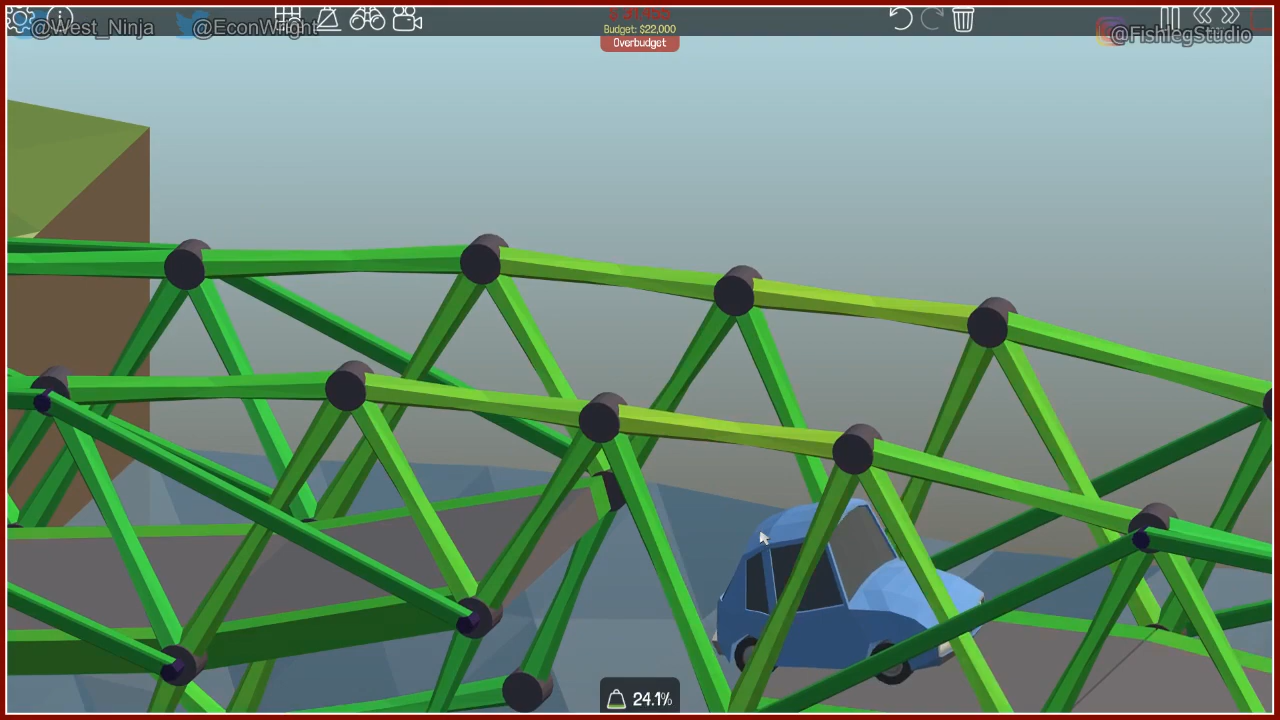 @West_Ninja
@EconWright
Budget: $22,000
Overbudget
@FishlegStudio
24.1%